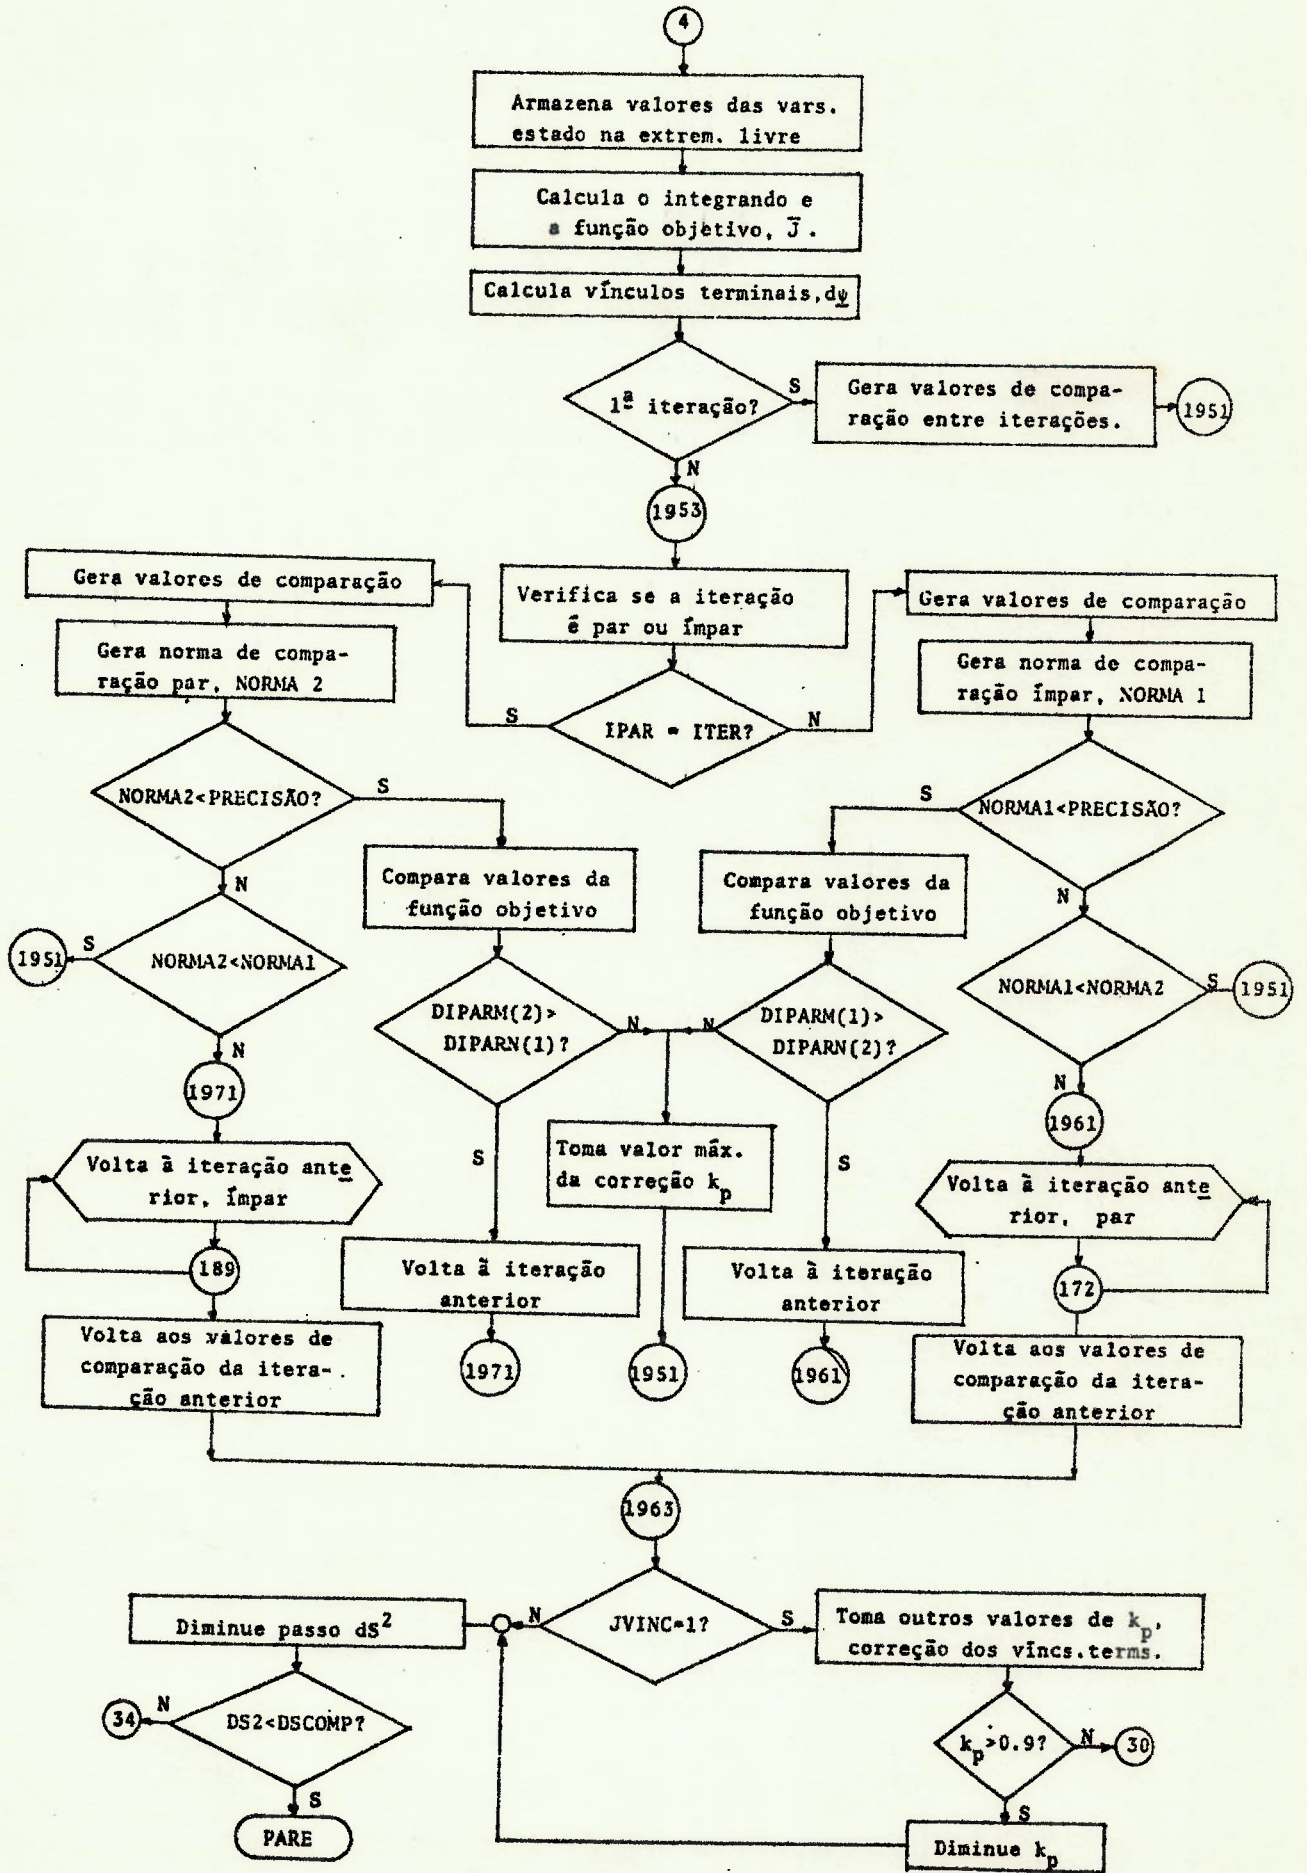 4
Armazena valores das vars.
estado na extrem. livre
Calcula o integrando e
a função objetivo, J̄.
Calcula vínculos terminais,dψ
1ª iteração?
S
Gera valores de compa-
ração entre iterações.
1951
N
1953
Gera valores de comparação
Verifica se a iteração
é par ou ímpar
Gera valores de comparação
Gera norma de compa-
ração par, NORMA 2
Gera norma de compa-
ração ímpar, NORMA 1
S
IPAR = ITER?
N
NORMA2<PRECISÃO?
S
S
NORMA1<PRECISÃO?
N
Compara valores da
função objetivo
Compara valores da
função objetivo
N
1951
S
NORMA2<NORMA1
NORMA1<NORMA2
S
1951
DIPARM(2)>
DIPARN(1)?
N
N
DIPARM(1)>
DIPARN(2)?
N
1971
N
1961
Volta à iteração ante
rior, ímpar
S
Toma valor máx.
da correção kp
S
Volta à iteração ante
rior, par
189
Volta à iteração
anterior
Volta à iteração
anterior
172
Volta aos valores de
comparação da itera-
ção anterior
1971
1951
1961
Volta aos valores de
comparação da itera-
ção anterior
1963
Diminue passo dS²
N
JVINC=1?
S
Toma outros valores de kp,
correção dos víncs.terms.
34
N
DS2<DSCOMP?
kp>0.9?
N
30
S
S
PARE
Diminue kp